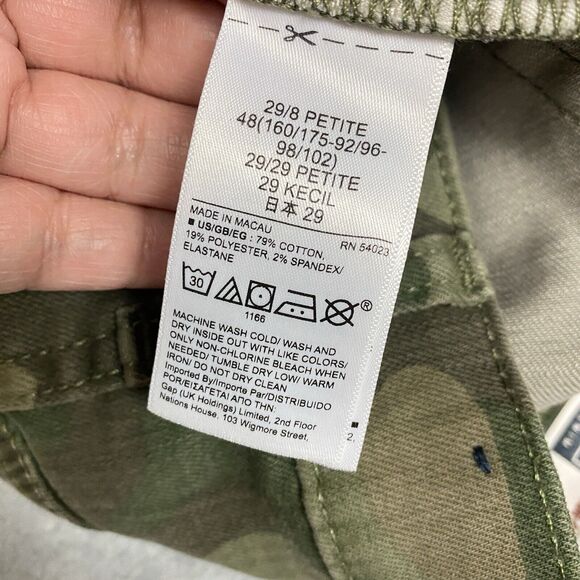 29/8 PETITE
48(160/175-92/96-
98/102)
29/29 PETITE
29 KECIL
日本 29
MADE IN MACAU RN 54023
■ US/GB/EG : 79% COTTON,
19% POLYESTER, 2% SPANDEX/
ELASTANE
30 ®
1166
MACHINE WASH COLD/ WASH AND
DRY INSIDE OUT WITH LIKE COLORS/
ONLY NON-CHLORINE BLEACH WHEN
NEEDED/ TUMBLE DRY LOW/ WARM
IRON/ DO NOT DRY CLEAN
Imported By/Importe Par/DISTRIBUIDO
POR/ΕΙΣΑΓΕΤΑΙ ΑΠΟ ΤΗΝ:
Gap (UK Holdings) Limited, 2nd Floor
Nations House, 103 Wigmore Street,
2.